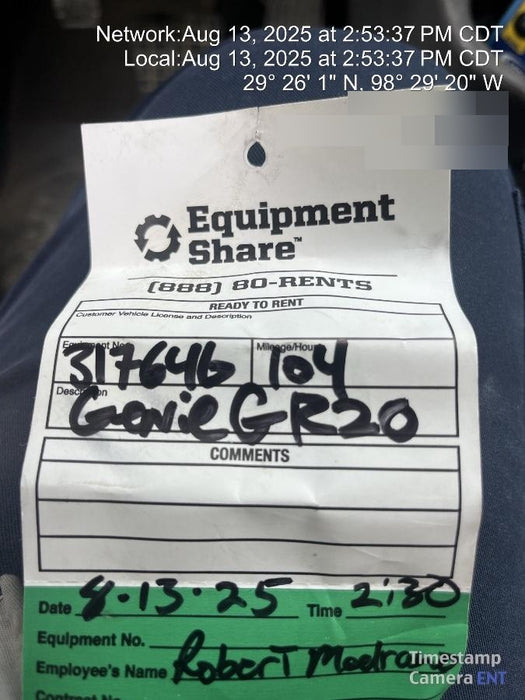 Network:Aug 13, 2025 at 2:53:37 PM CDT
Local:Aug 13, 2025 at 2:53:37 PM CDT
29° 26' 1" N, 98° 29' 20" W
Equipment
Share™
(888) 80-RENTS
READY TO RENT
Customer Vehicle License and Description
Equipment No. Mileage/Hours
317646 104
Description
Genie GR20
COMMENTS
Date 8-13-25 Time 2:30
Equipment No.
Employee's Name Robert
Timestamp
Camera ENT